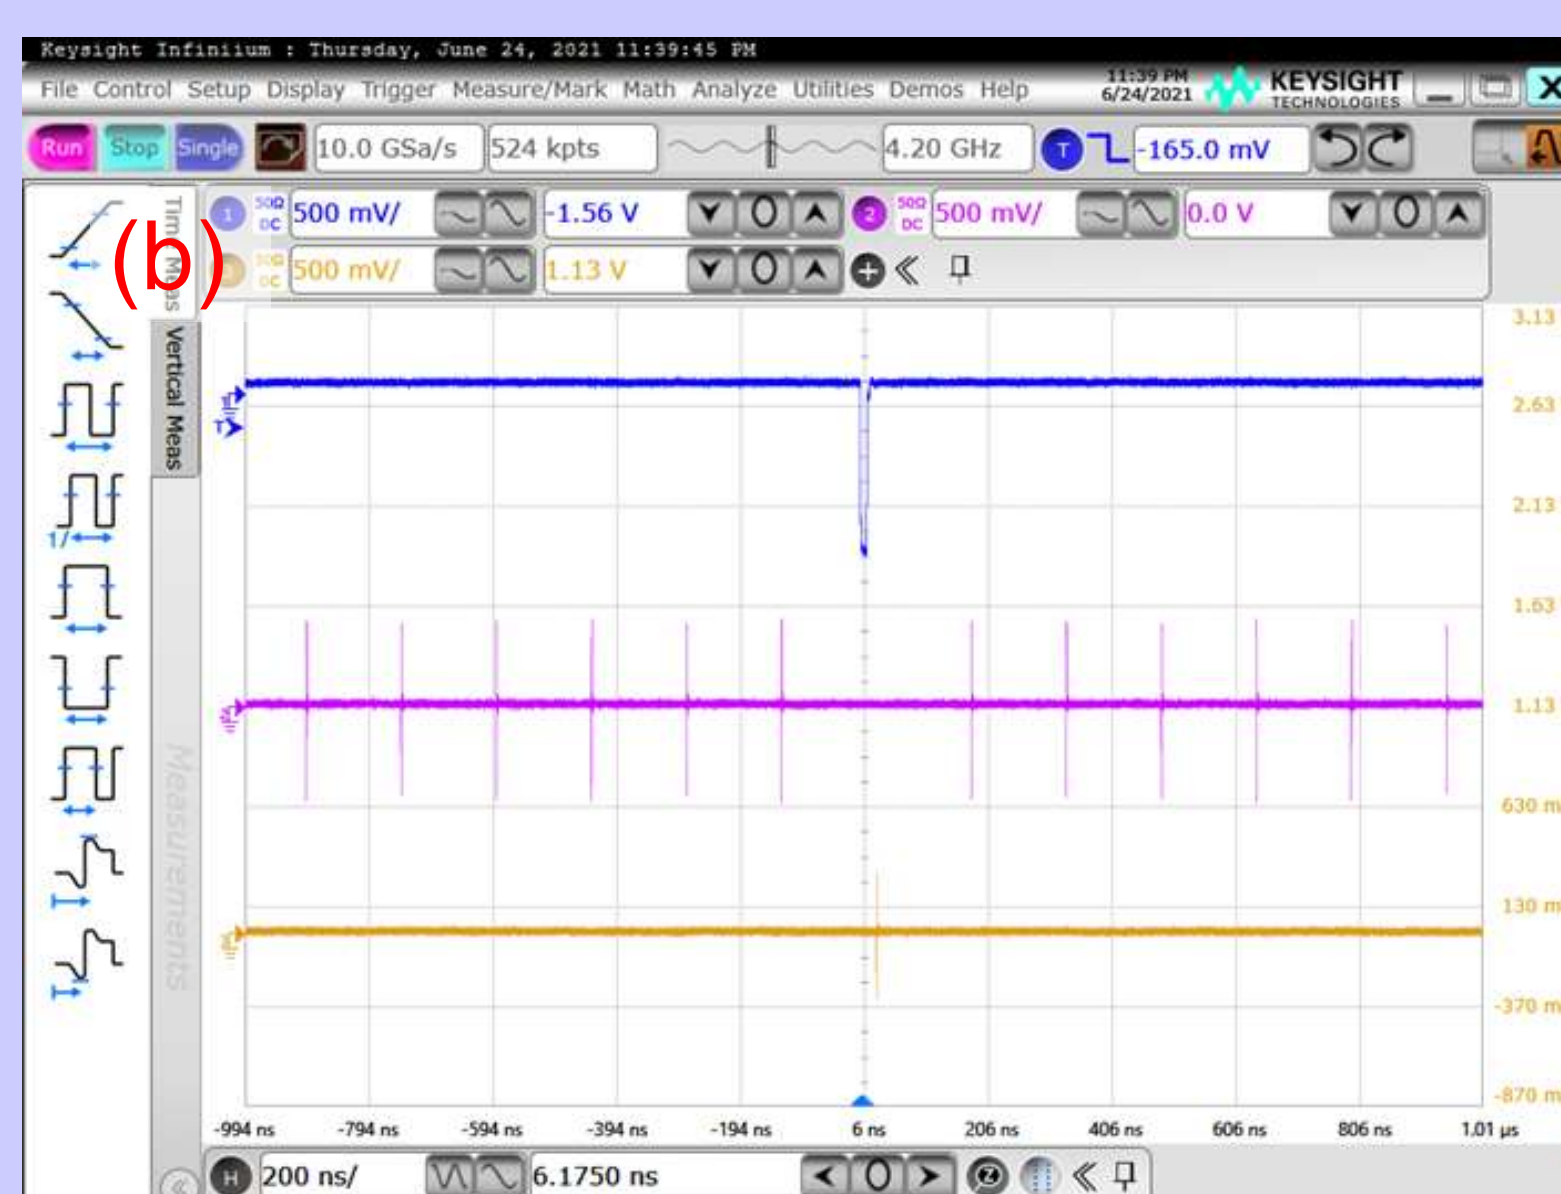 Keysight Infiniium : Thursday, June 24, 2021 11:39:45 PM
File Control Setup Display Trigger Measure/Mark Math Analyze Utilities Demos Help
11:39 PM
6/24/2021
KEYSIGHT
TECHNOLOGIES
Run Stop Single 10.0 GSa/s 524 kpts 4.20 GHz T -165.0 mV
1 50Ω DC 500 mV/ -1.56 V 2 50Ω DC 500 mV/ 0.0 V
(b)
3 50Ω DC 500 mV/ 1.13 V
Meas
Vertical Meas
Measurements
3.13
2.63
2.13
1.63
1.13
630 m
130 m
-370 m
-870 m
T
1/
-994 ns -794 ns -594 ns -394 ns -194 ns 6 ns 206 ns 406 ns 606 ns 806 ns 1.01 µs
H 200 ns/ 6.1750 ns